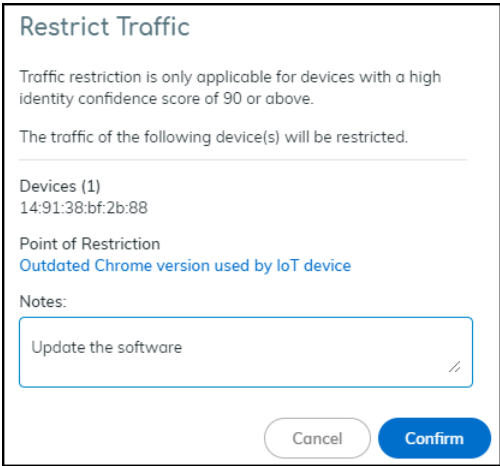 Restrict Traffic
Traffic restriction is only applicable for devices with a high
identity confidence score of 90 or above.
The traffic of the following device(s) will be restricted.
Devices (1)
14:91:38:bf:2b:88
Point of Restriction
Outdated Chrome version used by IoT device
Notes:
Update the software
Cancel
Confirm